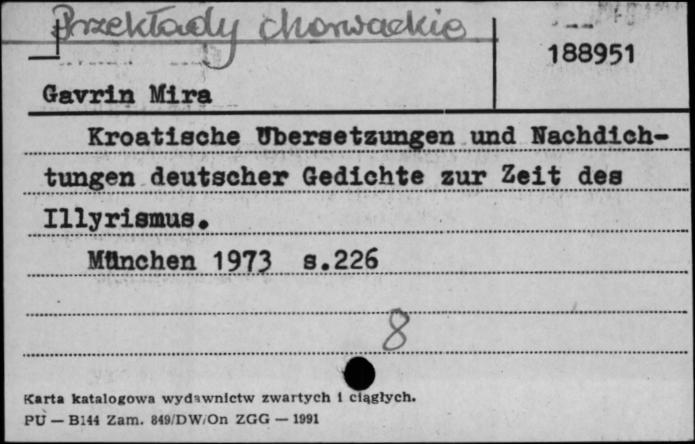 Przekłady chorwackie
188951
Gavrin Mira
Kroatische Übersetzungen und Nachdich-
tungen deutscher Gedichte zur Zeit des
Illyrismus.
München 1973 s.226
8
Karta katalogowa wydawnictw zwartych i ciągłych.
PU — B144 Zam. 849/DW/On ZGG — 1991